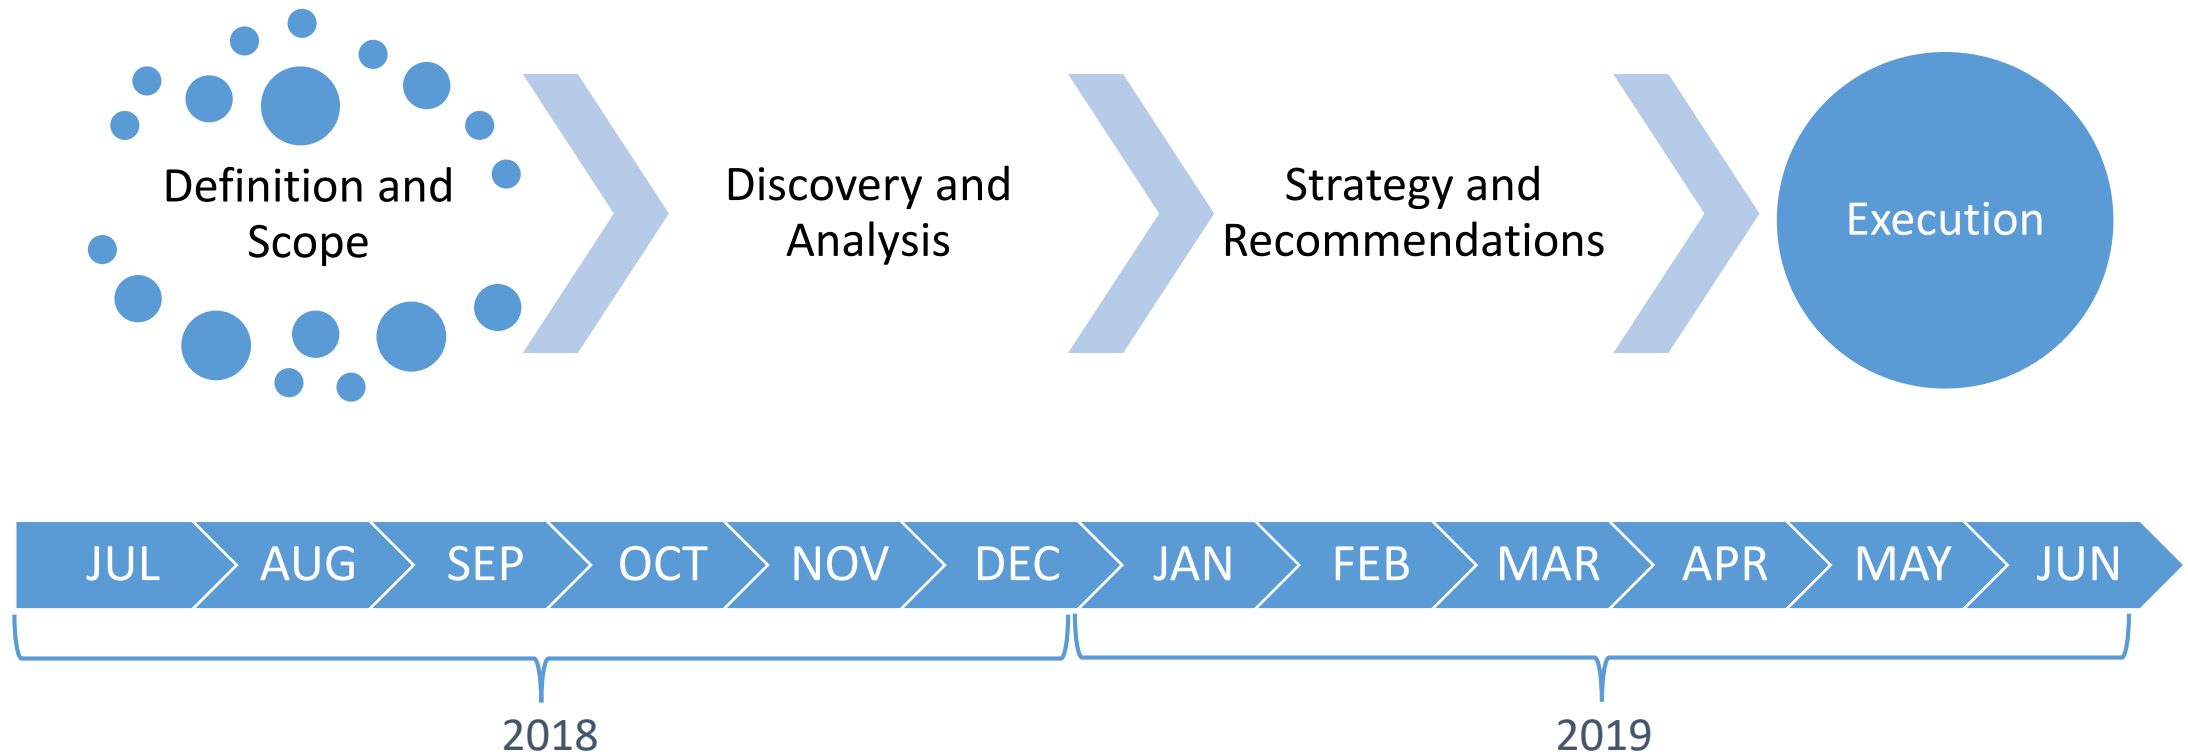 Definition and
Scope
Discovery and
Analysis
Strategy and
Recommendations
Execution
JUL
AUG
SEP
OCT
NOV
DEC
JAN
FEB
MAR
APR
MAY
JUN
2018
2019